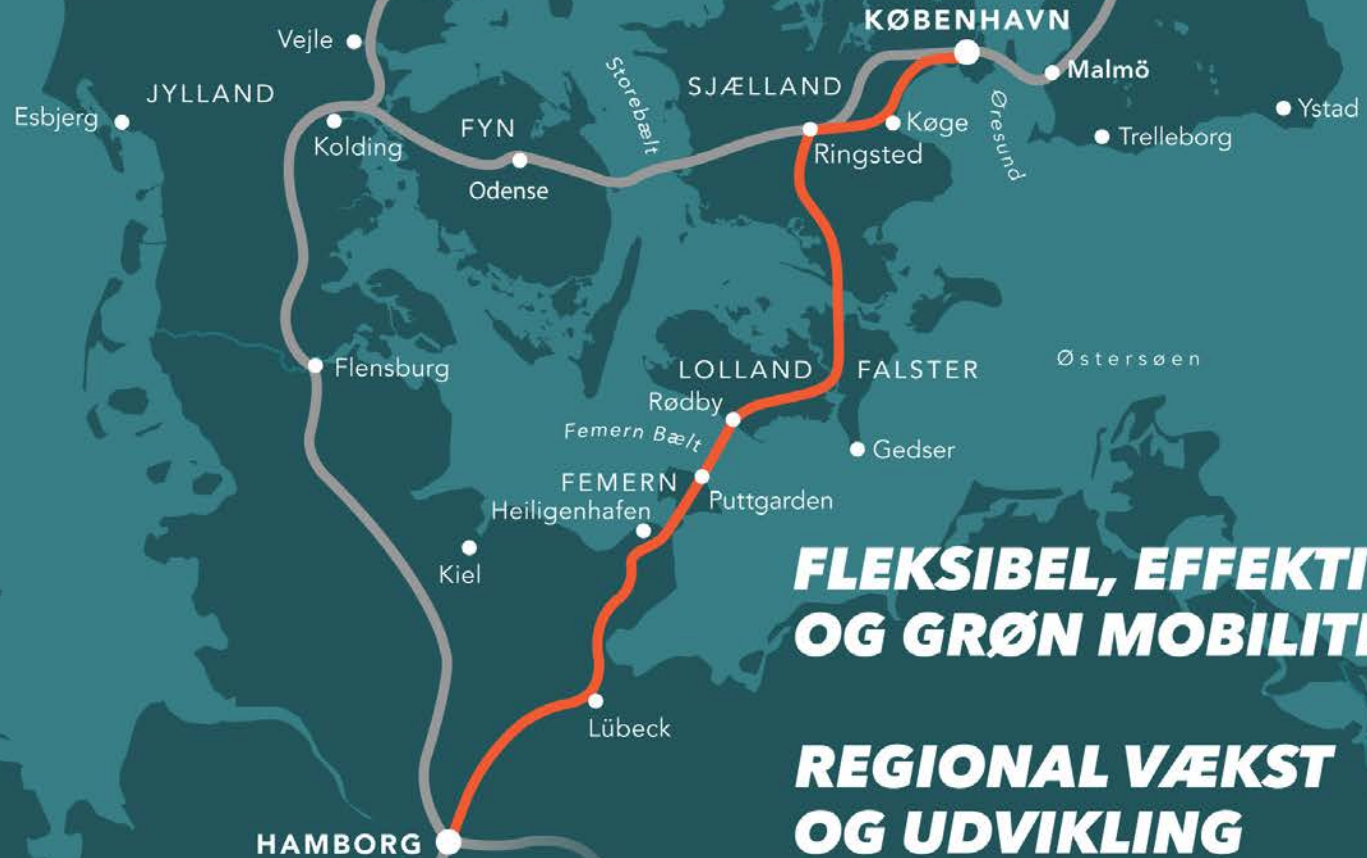 KØBENHAVN
Vejle
Storebælt
SJÆLLAND
Malmö
JYLLAND
Øresund
Ystad
Esbjerg
Køge
FYN
Kolding
Trelleborg
Ringsted
Odense
Østersøen
Flensburg
LOLLAND
FALSTER
Rødby
Femern Bælt
Gedser
FEMERN
Puttgarden
Heiligenhafen
Kiel
FLEKSIBEL, EFFEKTI
OG GRØN MOBILIT
Lübeck
REGIONAL VÆKST
OG UDVIKLING
HAMBORG